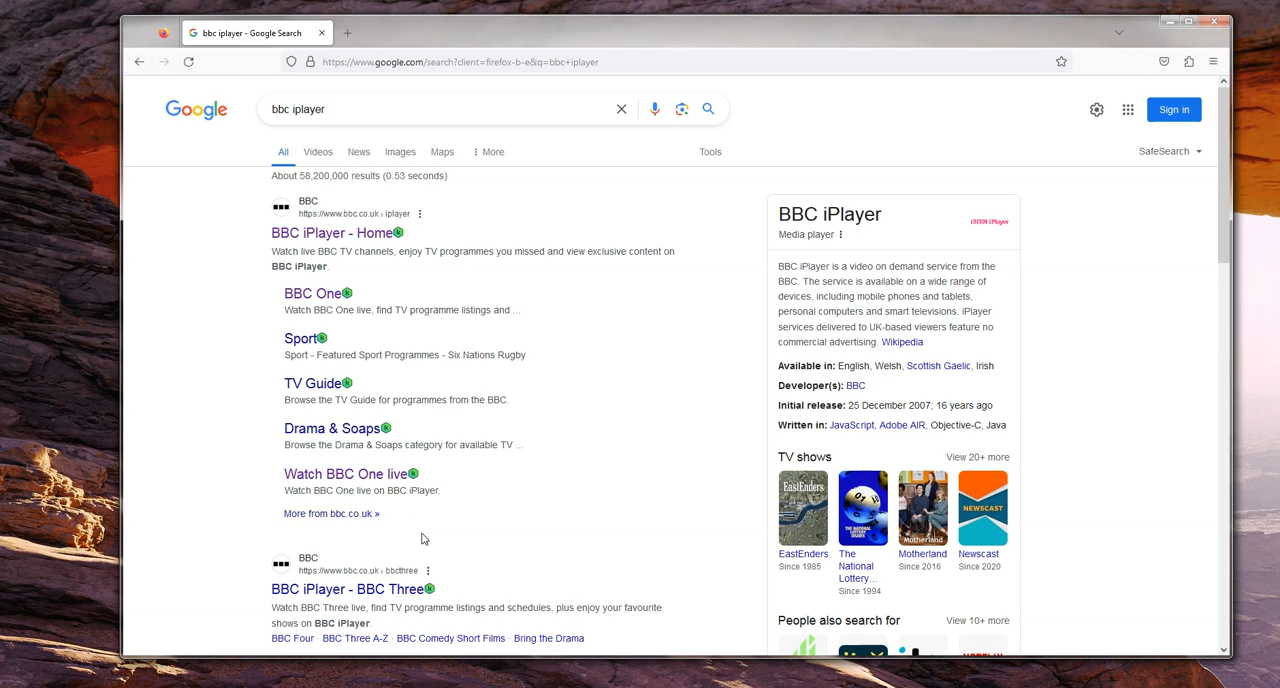 bbc iplayer - Google Search
https://www.google.com/search?client=firefox-b-e&q=bbc+iplayer
Google
bbc iplayer
Sign in
All
Videos
News
Images
Maps
More
Tools
SafeSearch
About 58,200,000 results (0.53 seconds)
BBC
https://www.bbc.co.uk › iplayer
BBC iPlayer - Home
Watch live BBC TV channels, enjoy TV programmes you missed and view exclusive content on
BBC iPlayer.
BBC One
Watch BBC One live, find TV programme listings and ...
Sport
Sport - Featured Sport Programmes - Six Nations Rugby
TV Guide
Browse the TV Guide for programmes from the BBC.
Drama & Soaps
Browse the Drama & Soaps category for available TV ...
Watch BBC One live
Watch BBC One live on BBC iPlayer.
More from bbc.co.uk »
BBC
https://www.bbc.co.uk › bbcthree
BBC iPlayer - BBC Three
Watch BBC Three live, find TV programme listings and schedules, plus enjoy your favourite
shows on BBC iPlayer.
BBC Four · BBC Three A-Z · BBC Comedy Short Films · Bring the Drama
BBC iPlayer
Media player
BBC iPlayer
BBC iPlayer is a video on demand service from the
BBC. The service is available on a wide range of
devices, including mobile phones and tablets,
personal computers and smart televisions. iPlayer
services delivered to UK-based viewers feature no
commercial advertising. Wikipedia
Available in: English, Welsh, Scottish Gaelic, Irish
Developer(s): BBC
Initial release: 25 December 2007; 16 years ago
Written in: JavaScript, Adobe AIR, Objective-C, Java
TV shows
View 20+ more
EastEnders
Motherland
NEWSCAST
EastEnders
Since 1985
The
National
Lottery...
Since 1994
Motherland
Since 2016
Newscast
Since 2020
People also search for
View 10+ more
NETFLIX